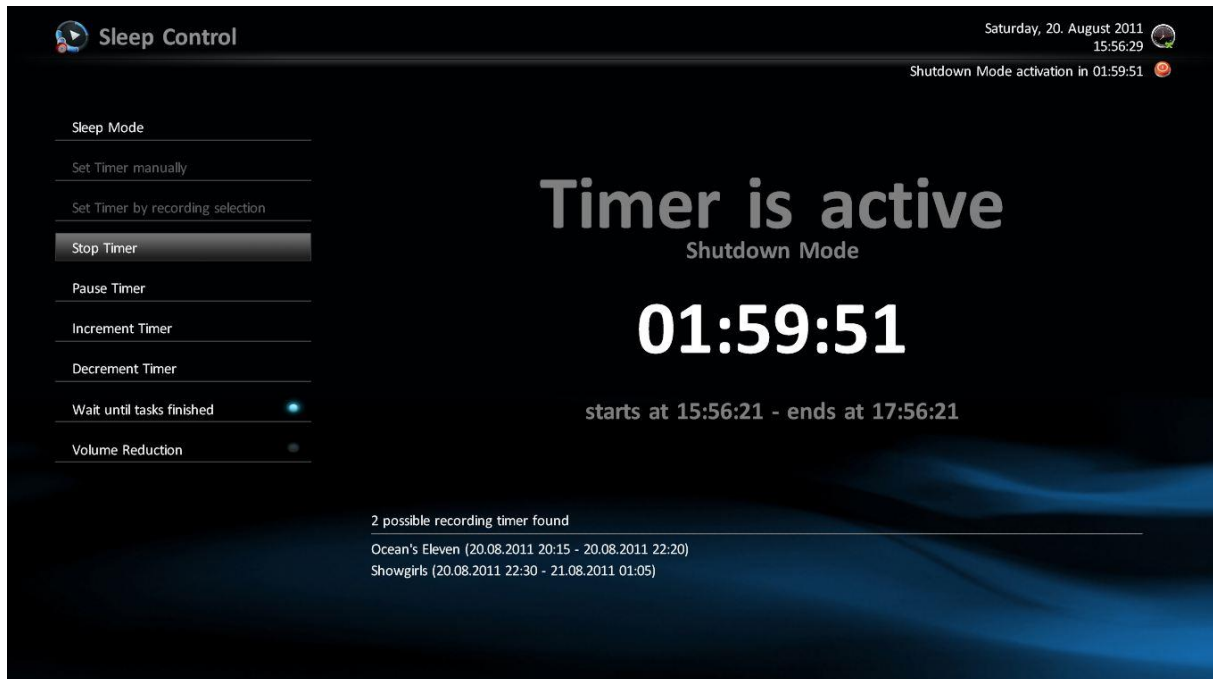 Sleep Control
Saturday, 20. August 2011
15:56:29
Shutdown Mode activation in 01:59:51
Sleep Mode
Set Timer manually
Set Timer by recording selection
Stop Timer
Pause Timer
Increment Timer
Decrement Timer
Wait until tasks finished
Volume Reduction
Timer is active
Shutdown Mode
01:59:51
starts at 15:56:21 - ends at 17:56:21
2 possible recording timer found
Ocean's Eleven (20.08.2011 20:15 - 20.08.2011 22:20)
Showgirls (20.08.2011 22:30 - 21.08.2011 01:05)